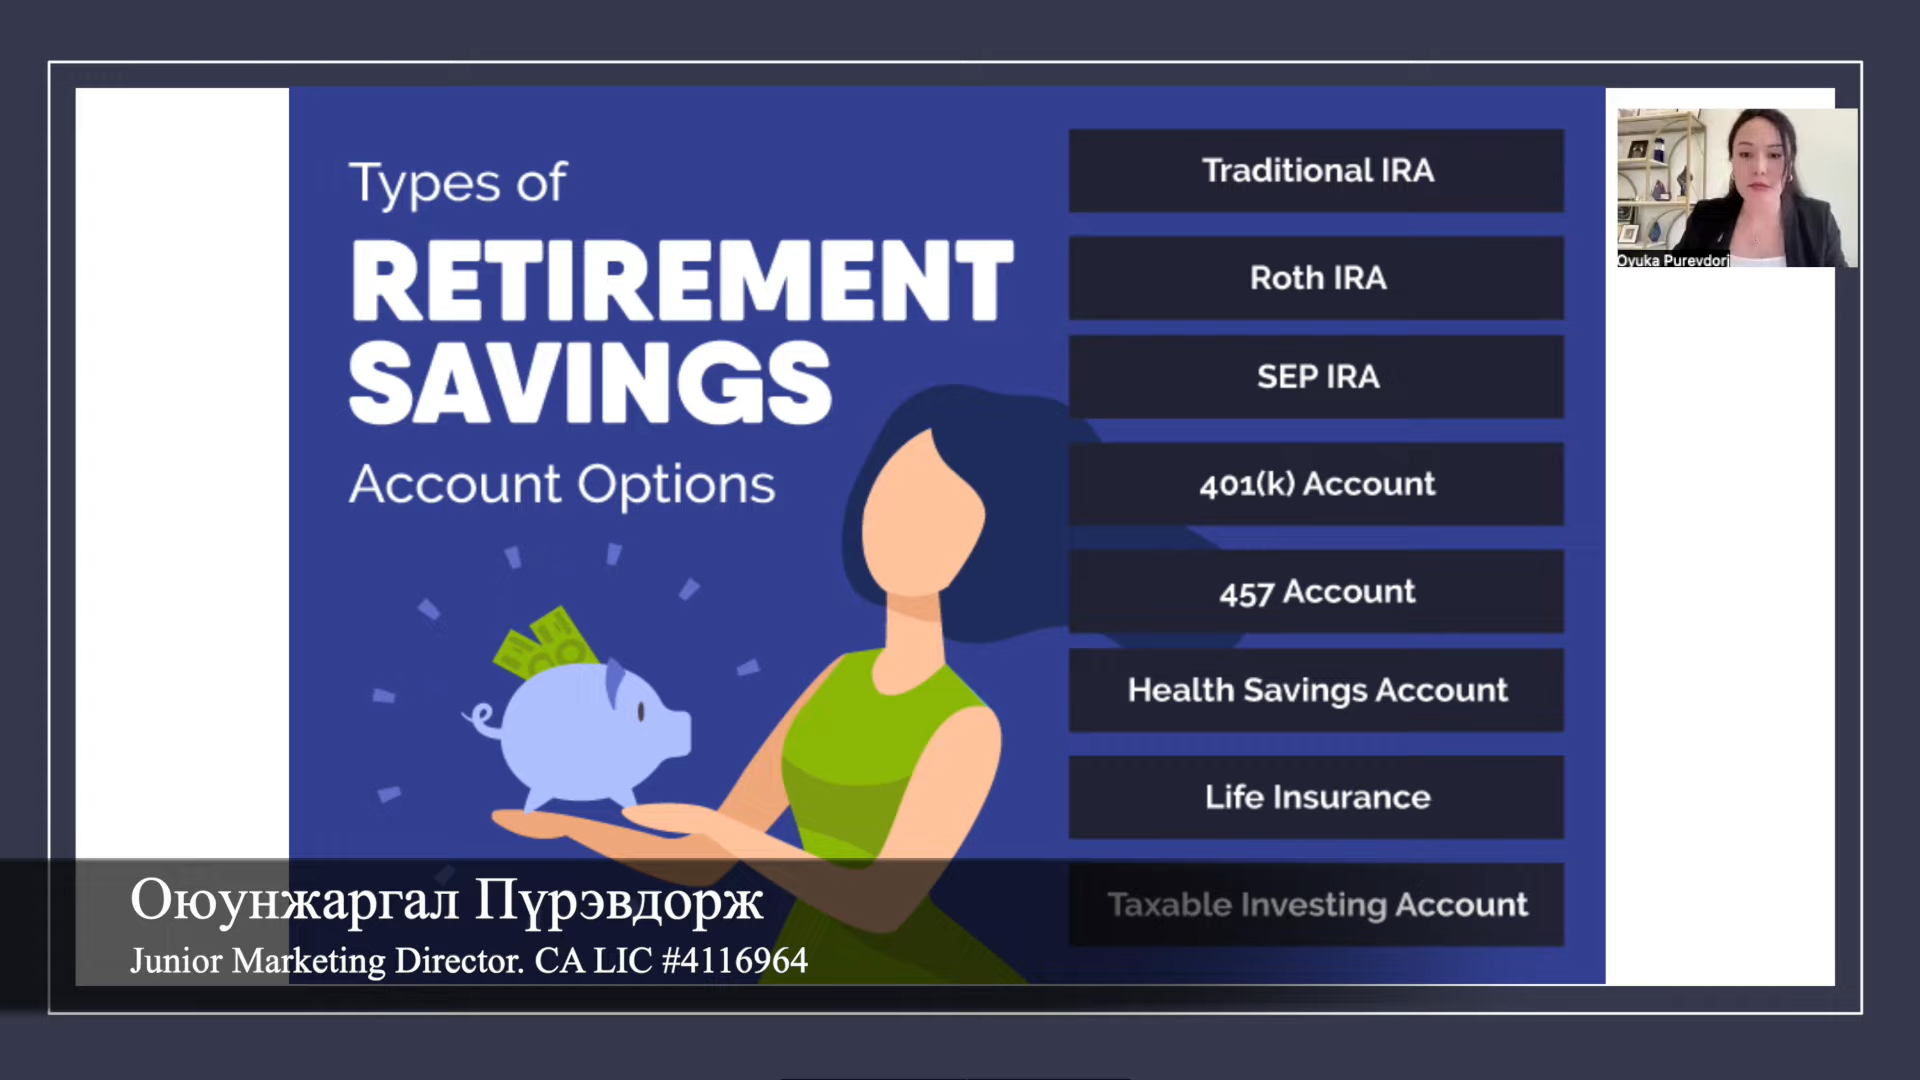 Types of
RETIREMENT
SAVINGS
Account Options
Traditional IRA
Roth IRA
SEP IRA
401(k) Account
457 Account
Health Savings Account
Life Insurance
Taxable Investing Account
Oyuka Purevdorj
Оюунжаргал Пүрэвдорж
Junior Marketing Director. CA LIC #4116964